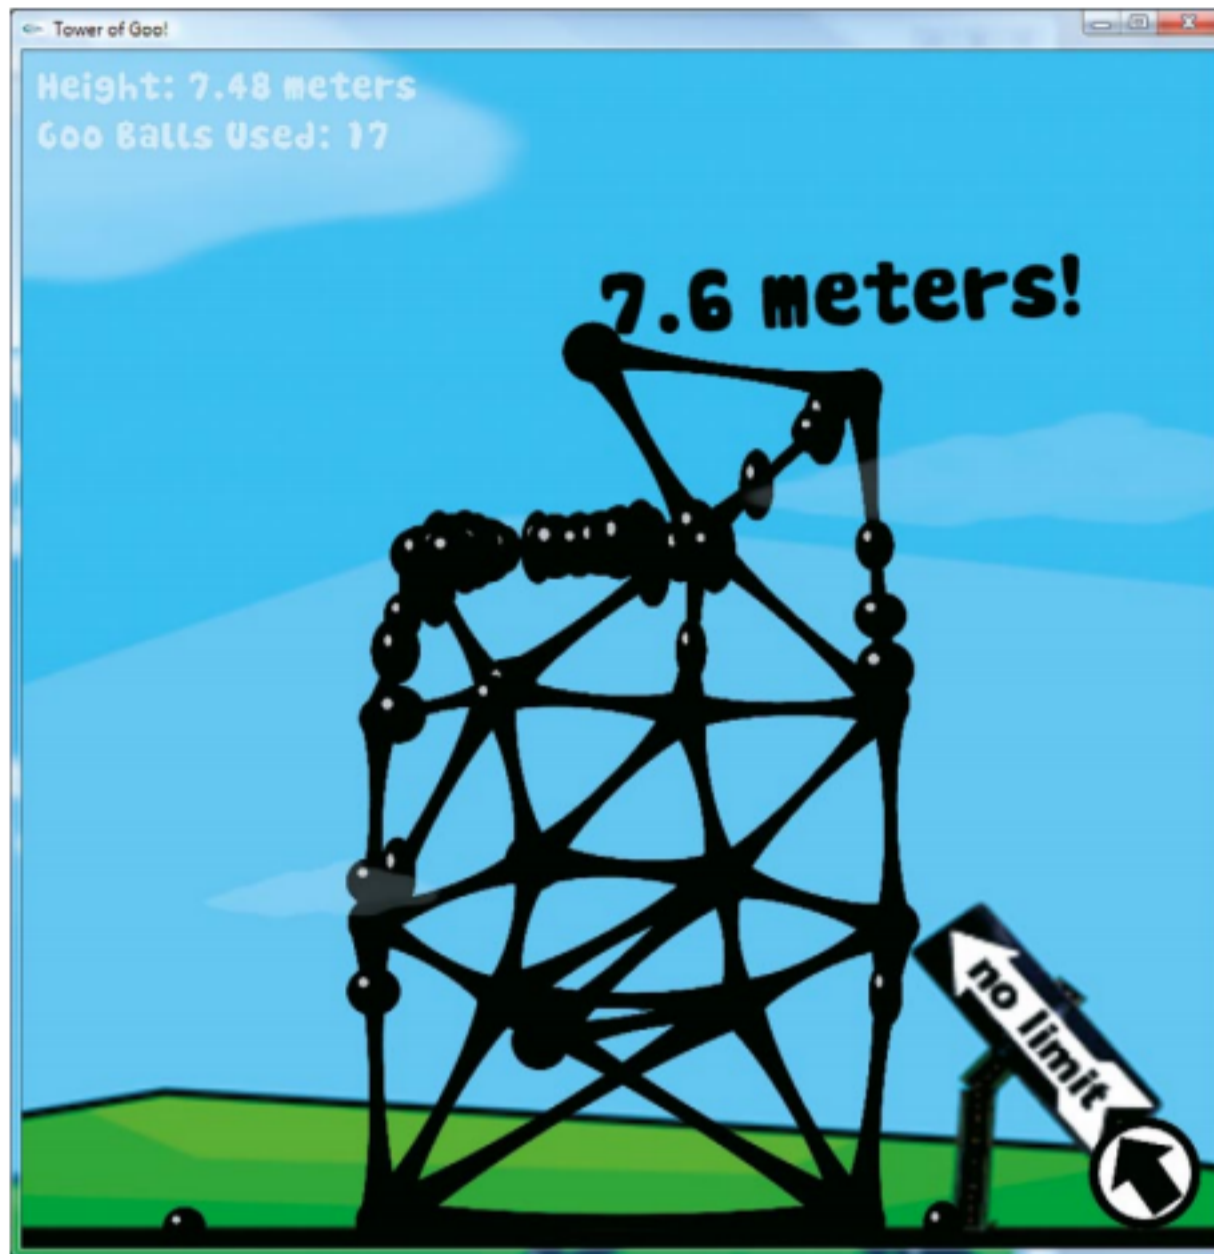 Tower of Goo!
Height: 7.48 meters
Goo Balls Used: 17
7.6 meters!
no limit